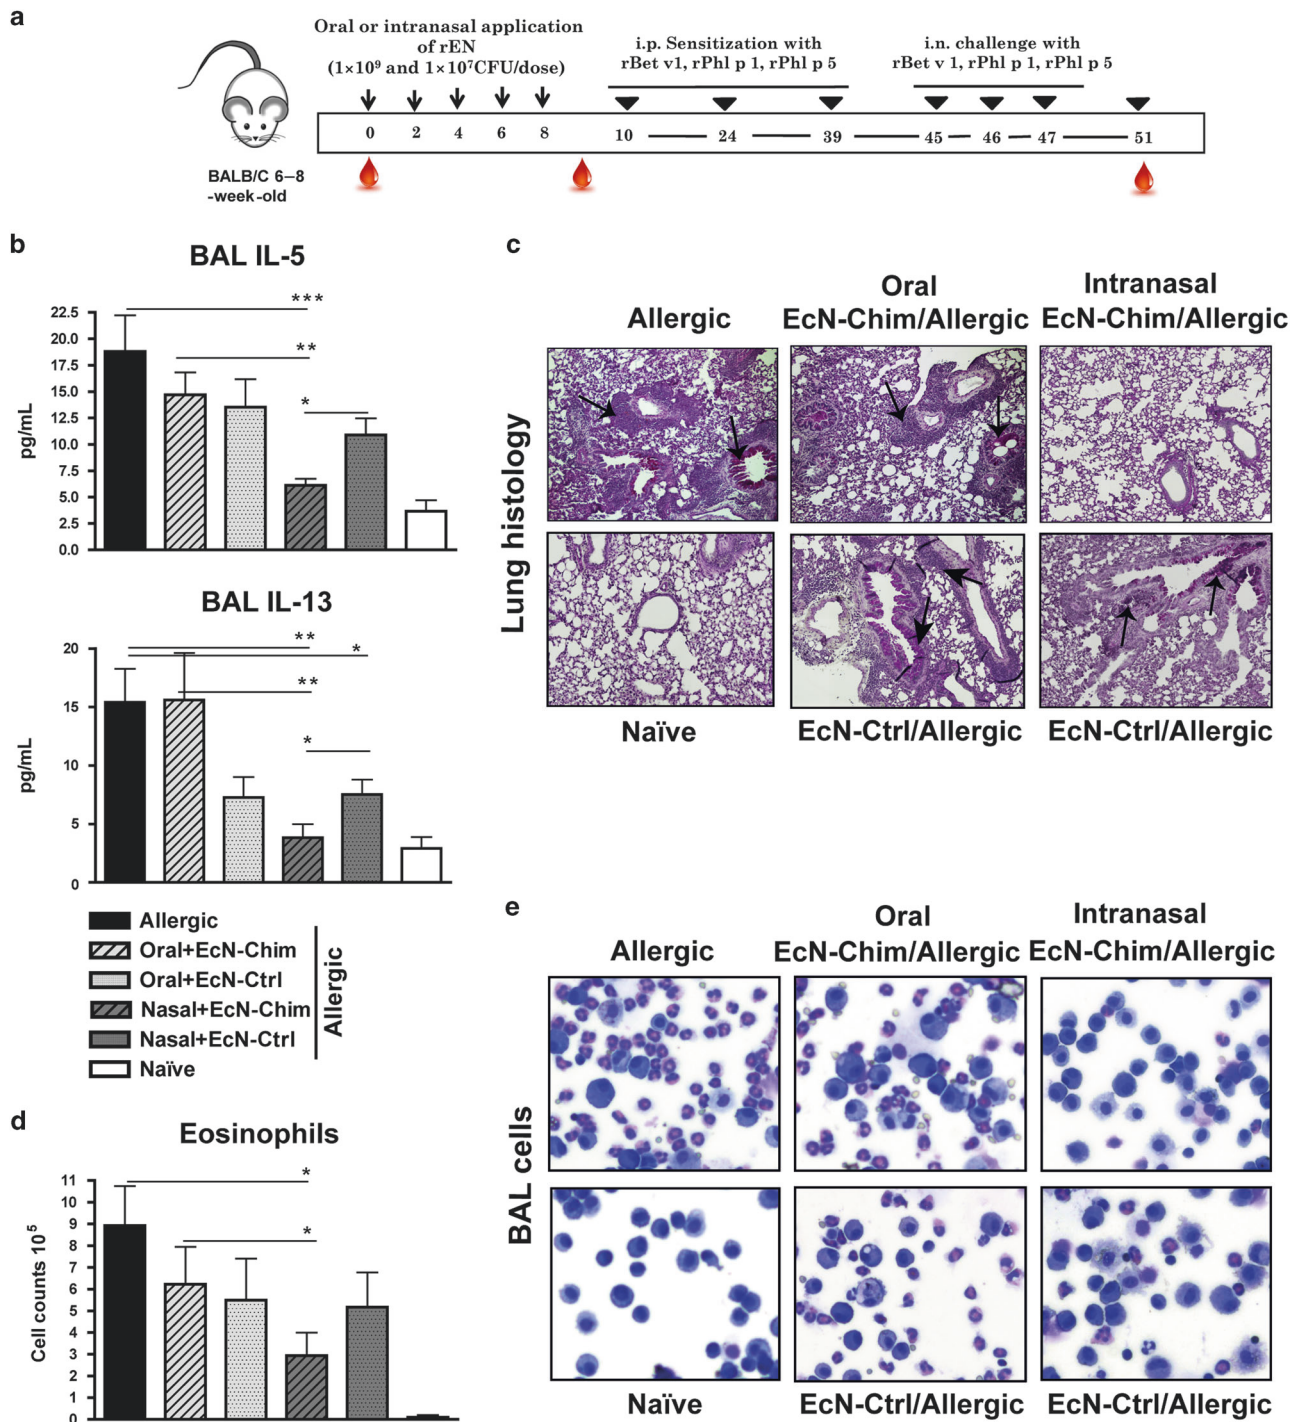 a
Oral or intranasal application
of rEN
(1×10⁹ and 1×10⁷CFU/dose)
i.p. Sensitization with
rBet v1, rPhl p 1, rPhl p 5
i.n. challenge with
rBet v 1, rPhl p 1, rPhl p 5
0 2 4 6 8 10 24 39 45 46 47 51
BALB/C 6–8
-week-old
b
BAL IL-5
***
**
*
22.5
20.0
17.5
15.0
12.5
10.0
7.5
5.0
2.5
0.0
pg/mL
BAL IL-13
**
*
**
*
20
15
10
5
0
pg/mL
Allergic
Oral+EcN-Chim
Oral+EcN-Ctrl
Nasal+EcN-Chim
Nasal+EcN-Ctrl
Naïve
Allergic
c
Lung histology
Allergic
Oral
EcN-Chim/Allergic
Intranasal
EcN-Chim/Allergic
Naïve
EcN-Ctrl/Allergic
EcN-Ctrl/Allergic
d
Eosinophils
*
*
11
10
9
8
7
6
5
4
3
2
1
0
Cell counts 10⁵
e
BAL cells
Allergic
Oral
EcN-Chim/Allergic
Intranasal
EcN-Chim/Allergic
Naïve
EcN-Ctrl/Allergic
EcN-Ctrl/Allergic